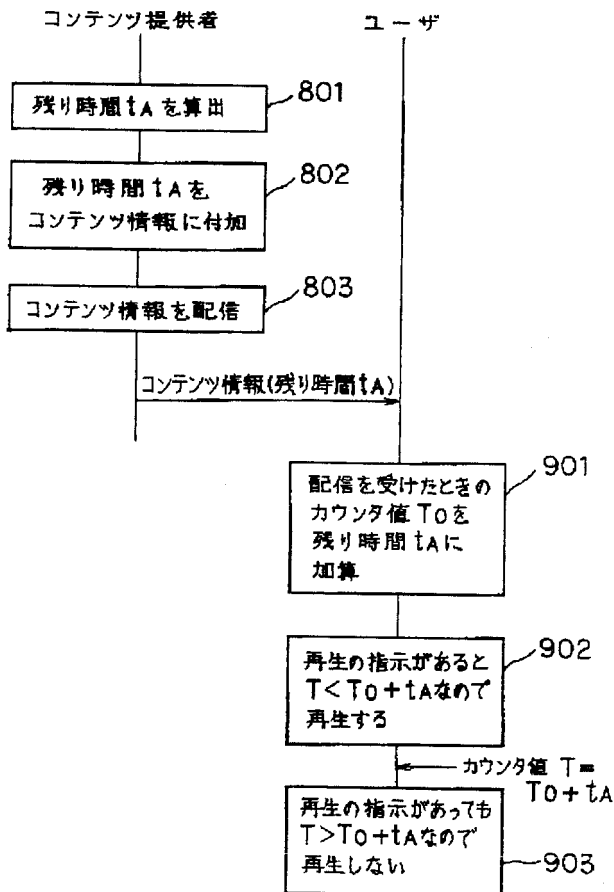 コンテンツ提供者
ユーザ
残り時間tAを算出
801
残り時間tAを
コンテンツ情報に付加
802
コンテンツ情報を配信
803
コンテンツ情報(残り時間tA)
配信を受けたときの
カウンタ値T0を
残り時間tAに
加算
901
再生の指示があると
T<T0+tAなので
再生する
902
カウンタ値 T=
T0+tA
再生の指示があっても
T>T0+tAなので
再生しない
903